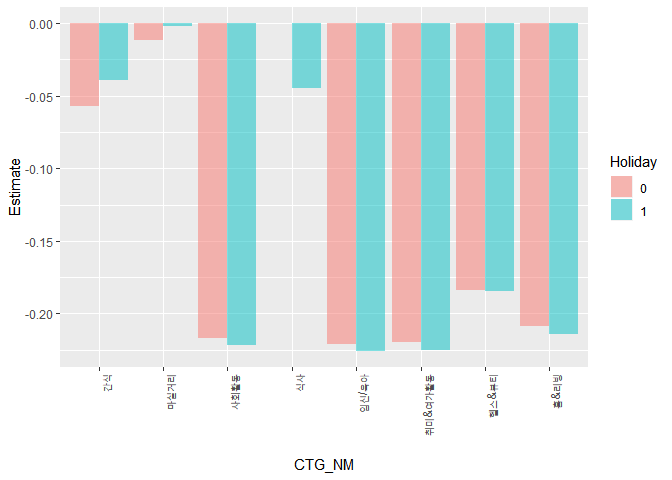 0.00
-0.05
-0.10
-0.15
-0.20
Estimate
간식
마실거리
사회활동
식사
임신/육아
취미&여가활동
헬스&뷰티
홈&리빙
CTG_NM
Holiday
0
1